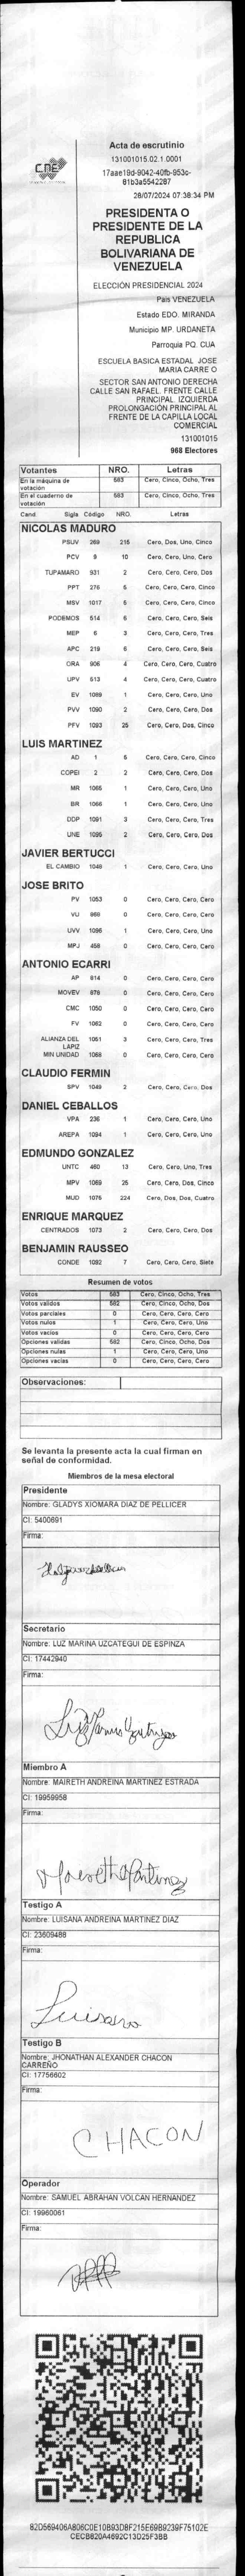 CNE
Acta de escrutinio
131001015.02.1.0001
17aae19d-9042-40fb-953c-
81b3a5542287
28/07/2024 07:38:34 PM
PRESIDENTA O
PRESIDENTE DE LA
REPUBLICA
BOLIVARIANA DE
VENEZUELA
ELECCIÓN PRESIDENCIAL 2024
Pais VENEZUELA
Estado EDO. MIRANDA
Municipio MP. URDANETA
Parroquia PQ. CUA
ESCUELA BASICA ESTADAL JOSE
MARIA CARRE O
SECTOR SAN ANTONIO DERECHA
CALLE SAN RAFAEL. FRENTE CALLE
PRINCIPAL. IZQUIERDA
PROLONGACIÓN PRINCIPAL AL
FRENTE DE LA CAPILLA LOCAL
COMERCIAL
131001015
968 Electores
Votantes NRO. Letras
En la máquina de votación 583 Cero, Cinco, Ocho, Tres
En el cuaderno de votación 583 Cero, Cinco, Ocho, Tres
Cand Sigla Código NRO. Letras
NICOLAS MADURO
PSUV 269 215 Cero, Dos, Uno, Cinco
PCV 9 10 Cero, Cero, Uno, Cero
TUPAMARO 931 2 Cero, Cero, Cero, Dos
PPT 276 5 Cero, Cero, Cero, Cinco
MSV 1017 5 Cero, Cero, Cero, Cinco
PODEMOS 514 6 Cero, Cero, Cero, Seis
MEP 6 3 Cero, Cero, Cero, Tres
APC 219 6 Cero, Cero, Cero, Seis
ORA 906 4 Cero, Cero, Cero, Cuatro
UPV 513 4 Cero, Cero, Cero, Cuatro
EV 1089 1 Cero, Cero, Cero, Uno
PVV 1090 2 Cero, Cero, Cero, Dos
PFV 1093 25 Cero, Cero, Dos, Cinco
LUIS MARTINEZ
AD 1 5 Cero, Cero, Cero, Cinco
COPEI 2 2 Cero, Cero, Cero, Dos
MR 1065 1 Cero, Cero, Cero, Uno
BR 1066 1 Cero, Cero, Cero, Uno
DDP 1091 3 Cero, Cero, Cero, Tres
UNE 1095 2 Cero, Cero, Cero, Dos
JAVIER BERTUCCI
EL CAMBIO 1048 1 Cero, Cero, Cero, Uno
JOSE BRITO
PV 1053 0 Cero, Cero, Cero, Cero
VU 868 0 Cero, Cero, Cero, Cero
UVV 1096 1 Cero, Cero, Cero, Uno
MPJ 458 0 Cero, Cero, Cero, Cero
ANTONIO ECARRI
AP 814 0 Cero, Cero, Cero, Cero
MOVEV 878 0 Cero, Cero, Cero, Cero
CMC 1050 0 Cero, Cero, Cero, Cero
FV 1062 0 Cero, Cero, Cero, Cero
ALIANZA DEL LAPIZ 1051 3 Cero, Cero, Cero, Tres
MIN UNIDAD 1068 0 Cero, Cero, Cero, Cero
CLAUDIO FERMIN
SPV 1049 2 Cero, Cero, Cero, Dos
DANIEL CEBALLOS
VPA 236 1 Cero, Cero, Cero, Uno
AREPA 1094 1 Cero, Cero, Cero, Uno
EDMUNDO GONZALEZ
UNTC 460 13 Cero, Cero, Uno, Tres
MPV 1069 25 Cero, Cero, Dos, Cinco
MUD 1075 224 Cero, Dos, Dos, Cuatro
ENRIQUE MARQUEZ
CENTRADOS 1073 2 Cero, Cero, Cero, Dos
BENJAMIN RAUSSEO
CONDE 1092 7 Cero, Cero, Cero, Siete
Resumen de votos
Votos 583 Cero, Cinco, Ocho, Tres
Votos validos 582 Cero, Cinco, Ocho, Dos
Votos parciales 0 Cero, Cero, Cero, Cero
Votos nulos 1 Cero, Cero, Cero, Uno
Votos vacios 0 Cero, Cero, Cero, Cero
Opciones validas 582 Cero, Cinco, Ocho, Dos
Opciones nulas 1 Cero, Cero, Cero, Uno
Opciones vacias 0 Cero, Cero, Cero, Cero
Observaciones:
Se levanta la presente acta la cual firman en
señal de conformidad.
Miembros de la mesa electoral
Presidente
Nombre: GLADYS XIOMARA DIAZ DE PELLICER
CI: 5400691
Firma:
Secretario
Nombre: LUZ MARINA UZCATEGUI DE ESPINZA
CI: 17442940
Firma:
Miembro A
Nombre: MAIRETH ANDREINA MARTINEZ ESTRADA
CI: 19959958
Firma:
Testigo A
Nombre: LUISANA ANDREINA MARTINEZ DIAZ
CI: 23609488
Firma:
Luisana
Testigo B
Nombre: JHONATHAN ALEXANDER CHACON
CARREÑO
CI: 17756602
Firma:
CHACON
Operador
Nombre: SAMUEL ABRAHAN VOLCAN HERNANDEZ
CI: 19960061
Firma:
82D569406A806C0E10B93D8F215E69B9239F75102E
CECB820A4692C13D25F3BB